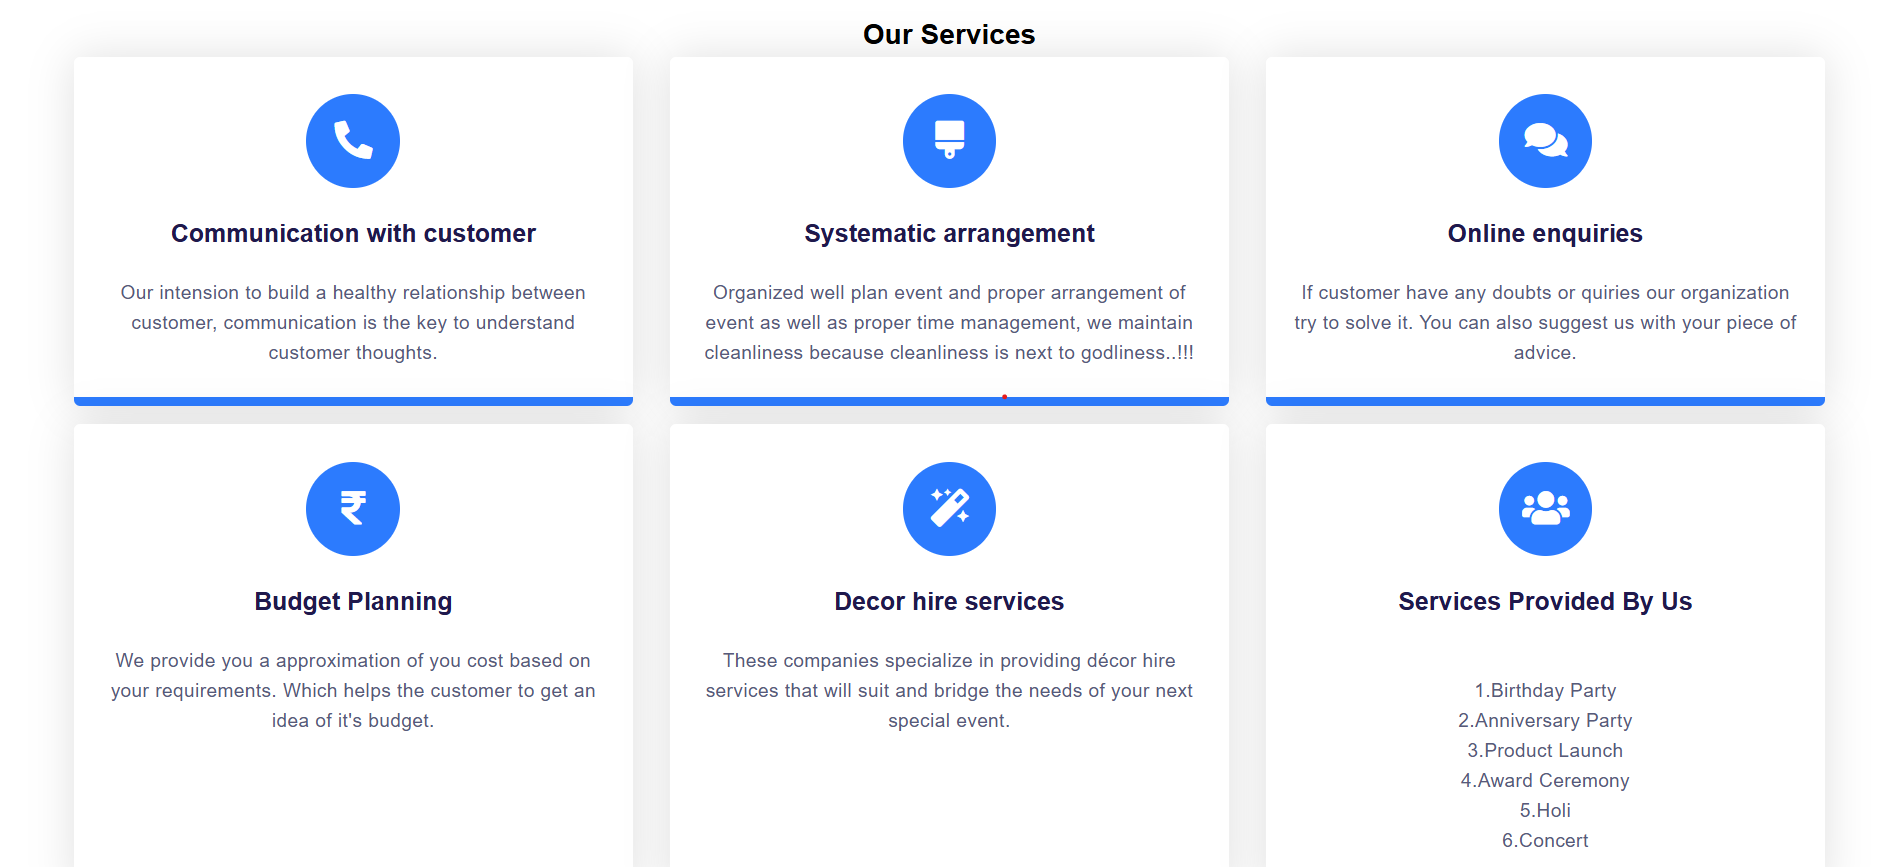 Our Services
Communication with customer
Our intension to build a healthy relationship between
customer, communication is the key to understand
customer thoughts.
Systematic arrangement
Organized well plan event and proper arrangement of
event as well as proper time management, we maintain
cleanliness because cleanliness is next to godliness..!!!
Online enquiries
If customer have any doubts or quiries our organization
try to solve it. You can also suggest us with your piece of
advice.
Budget Planning
We provide you a approximation of you cost based on
your requirements. Which helps the customer to get an
idea of it's budget.
Decor hire services
These companies specialize in providing décor hire
services that will suit and bridge the needs of your next
special event.
Services Provided By Us
1.Birthday Party
2.Anniversary Party
3.Product Launch
4.Award Ceremony
5.Holi
6.Concert